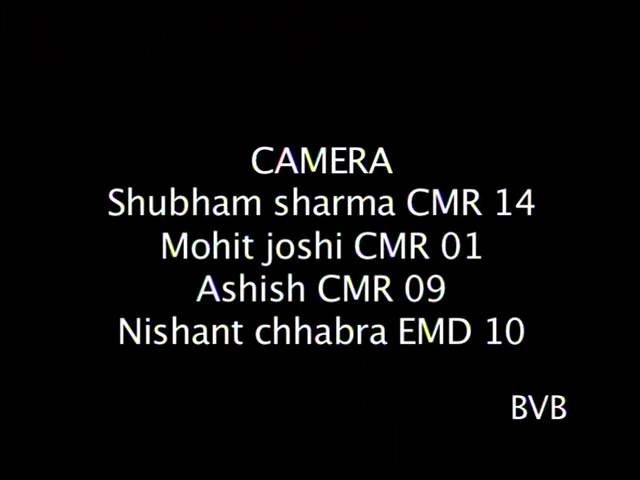 CAMERA
Shubham sharma CMR 14
Mohit joshi CMR 01
Ashish CMR 09
Nishant chhabra EMD 10
BVB